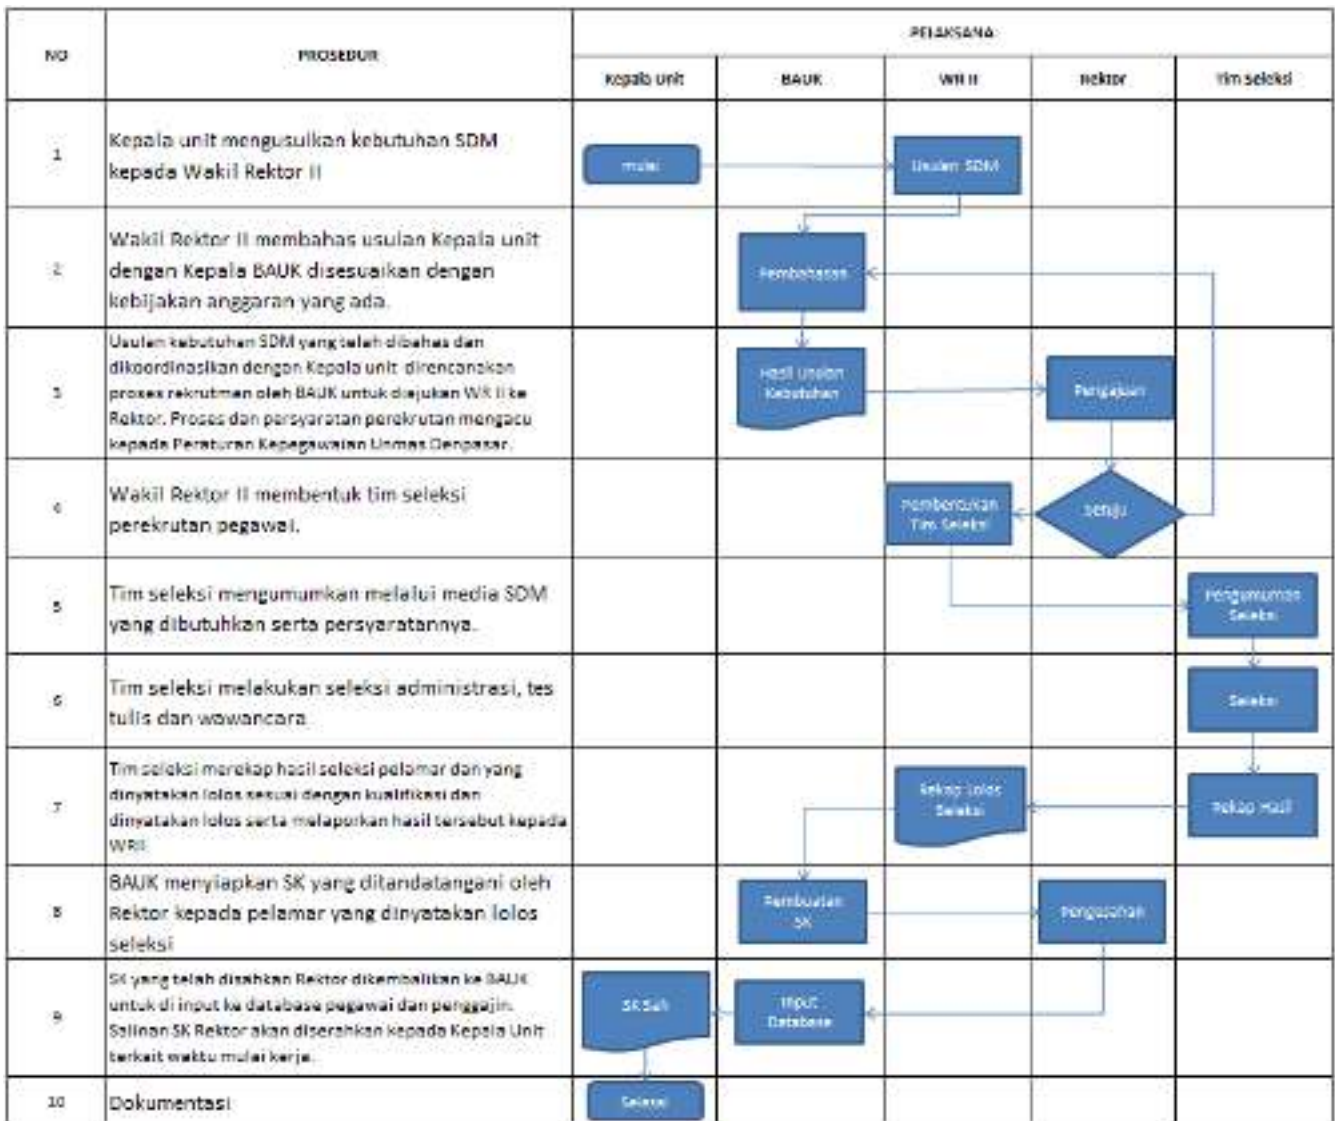 NO
PROSEDUR
PELAKSANA
Kepala Unit
BAUK
WR II
Rektor
Tim Seleksi
1
Kepala unit mengusulkan kebutuhan SDM
kepada Wakil Rektor II
mulai
Usulan SDM
2
Wakil Rektor II membahas usulan Kepala unit
dengan Kepala BAUK disesuaikan dengan
kebijakan anggaran yang ada.
Pembahasan
3
Usulan kebutuhan SDM yang telah dibahas dan
dikoordinasikan dengan Kepala unit direncanakan
proses rekrutmen oleh BAUK untuk diajukan WR II ke
Rektor. Proses dan persyaratan perekrutan mengacu
kepada Peraturan Kepegawaian Unmas Denpasar.
Hasil Usulan
Kebutuhan
Pengajuan
4
Wakil Rektor II membentuk tim seleksi
perekrutan pegawai.
Pembentukan
Tim Seleksi
Setuju
5
Tim seleksi mengumumkan melalui media SDM
yang dibutuhkan serta persyaratannya.
Pengumuman
Seleksi
6
Tim seleksi melakukan seleksi administrasi, tes
tulis dan wawancara
Seleksi
7
Tim seleksi merekap hasil seleksi pelamar dan yang
dinyatakan lolos sesuai dengan kualifikasi dan
dinyatakan lolos serta melaporkan hasil tersebut kepada
WRII
Rekap Lolos
Seleksi
Rekap Hasil
8
BAUK menyiapkan SK yang ditandatangani oleh
Rektor kepada pelamar yang dinyatakan lolos
seleksi
Pembuatan
SK
Pengesahan
9
SK yang telah disahkan Rektor dikembalikan ke BAUK
untuk di input ke database pegawai dan penggajin.
Salinan SK Rektor akan diserahkan kepada Kepala Unit
terkait waktu mulai kerja.
SK Sah
Input
Database
10
Dokumentasi
Selesai